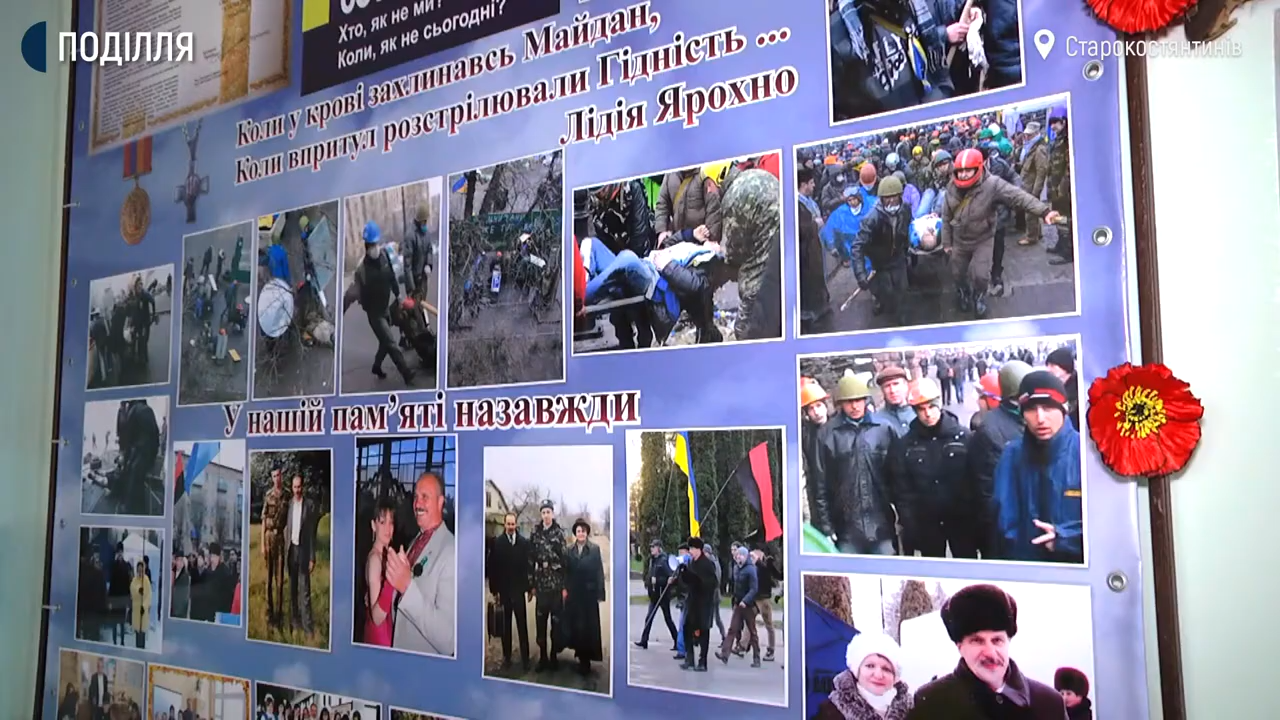 ПОДІЛЛЯ
Старокостянтинів
Хто, як не ми?
Коли, як не сьогодні?
Коли у крові захлинавсь Майдан,
Коли впритул розстрілювали Гідність ...
Лідія Ярохно
У нашій пам’яті назавжди